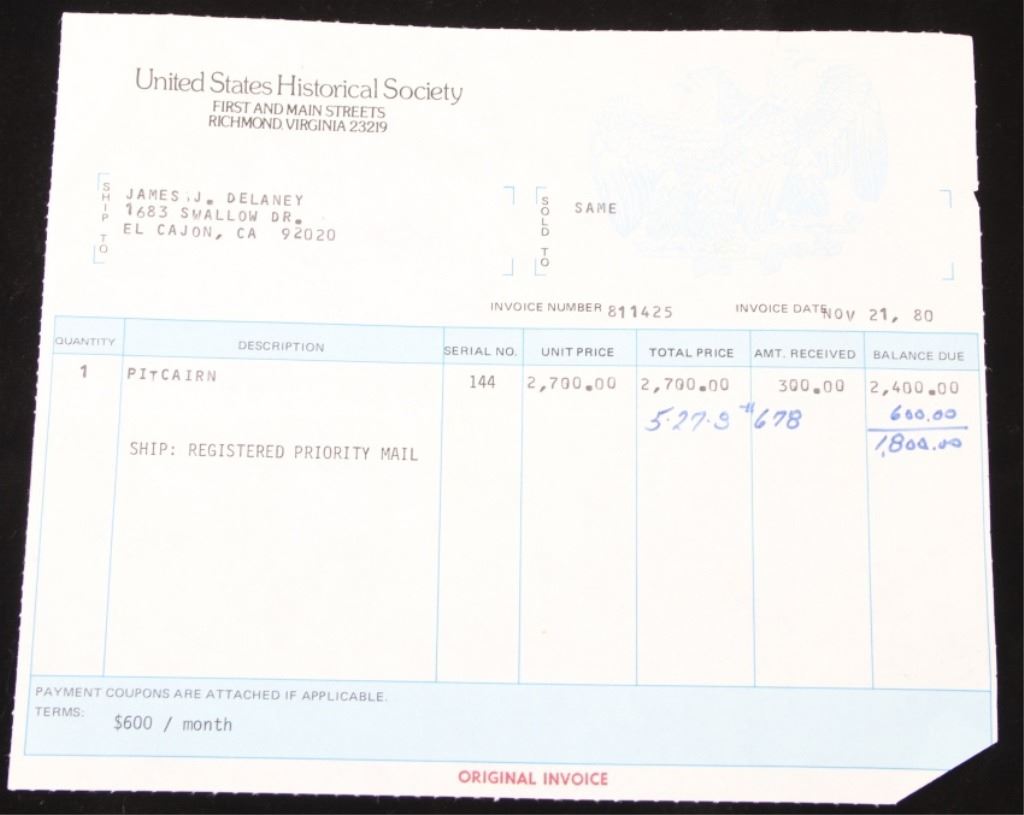 United States Historical Society
FIRST AND MAIN STREETS
RICHMOND, VIRGINIA 23219
SHIP TO
JAMES J. DELANEY
1683 SWALLOW DR.
EL CAJON, CA 92020
SOLD TO
SAME
INVOICE NUMBER 811425
INVOICE DATE NOV 21, 80
QUANTITY DESCRIPTION SERIAL NO. UNIT PRICE TOTAL PRICE AMT. RECEIVED BALANCE DUE
1 PITCAIRN 144 2,700.00 2,700.00 300.00 2,400.00
#678 600.00
SHIP: REGISTERED PRIORITY MAIL 1,800.00
PAYMENT COUPONS ARE ATTACHED IF APPLICABLE.
TERMS: $600 / month
ORIGINAL INVOICE